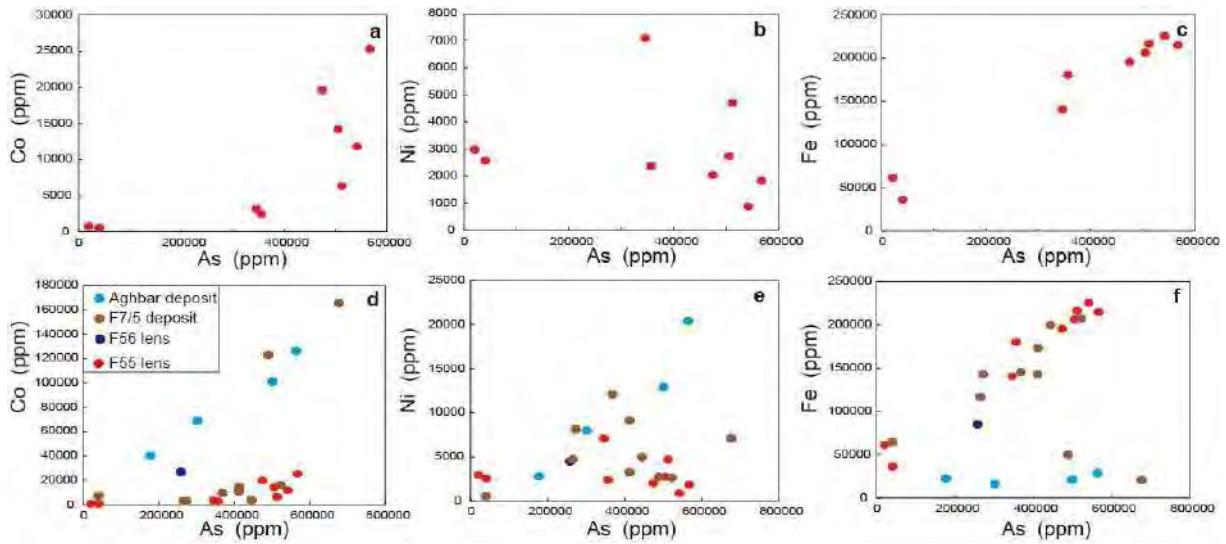 30000
25000
20000
15000
10000
5000
0
Co (ppm)
a
0 200000 400000 600000
As (ppm)
8000
7000
6000
5000
4000
3000
2000
1000
0
Ni (ppm)
b
0 200000 400000 600000
As (ppm)
250000
200000
150000
100000
50000
0
Fe (ppm)
c
0 200000 400000 600000
As (ppm)
180000
160000
140000
120000
100000
80000
60000
40000
20000
0
Co (ppm)
d
Aghbar deposit
F7/5 deposit
F56 lens
F55 lens
0 200000 400000 600000 600000
As (ppm)
25000
20000
15000
10000
5000
0
Ni (ppm)
e
0 200000 400000 600000 800000
As (ppm)
250000
200000
150000
100000
50000
0
Fe (ppm)
f
0 200000 400000 600000 800000
As (ppm)